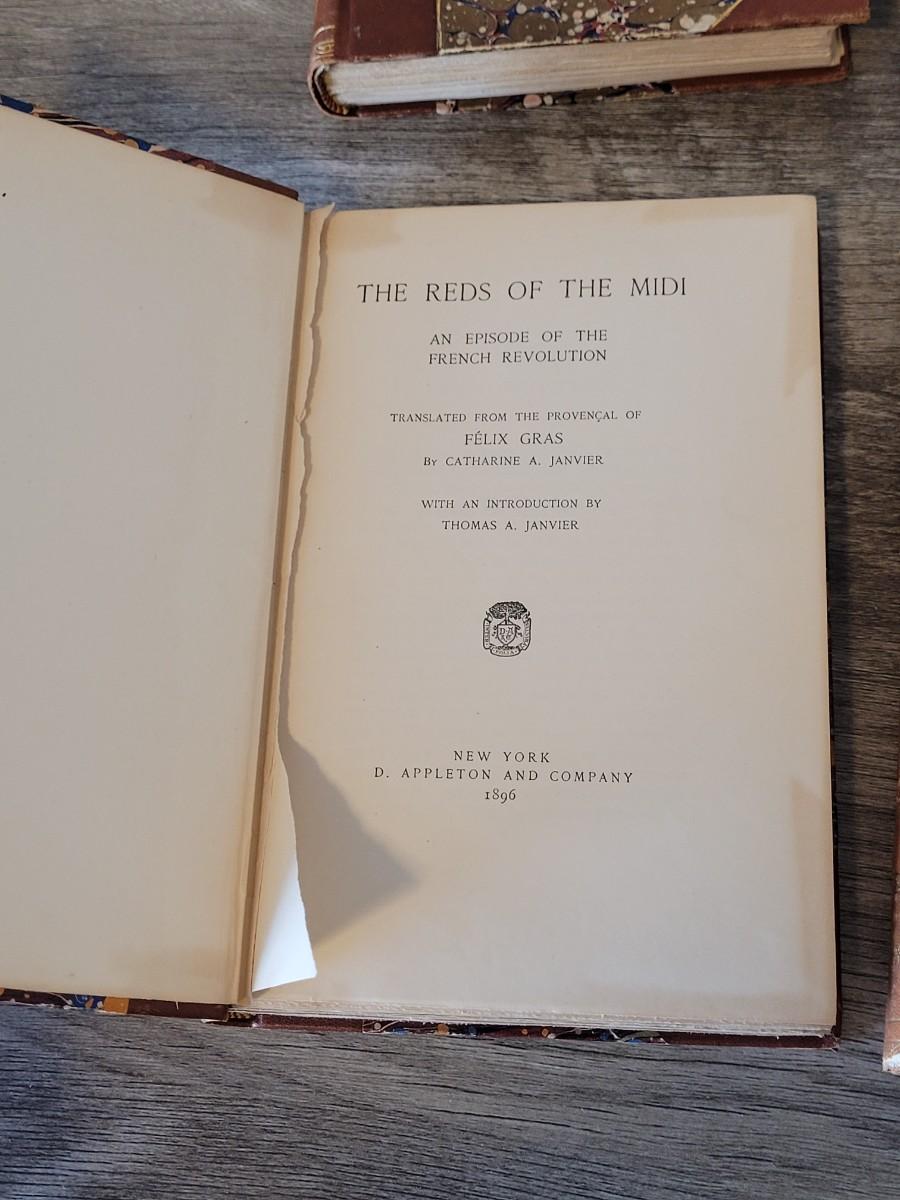 THE REDS OF THE MIDI
AN EPISODE OF THE
FRENCH REVOLUTION
TRANSLATED FROM THE PROVENÇAL OF
FÉLIX GRAS
By CATHARINE A. JANVIER
WITH AN INTRODUCTION BY
THOMAS A. JANVIER
NEW YORK
D. APPLETON AND COMPANY
1896